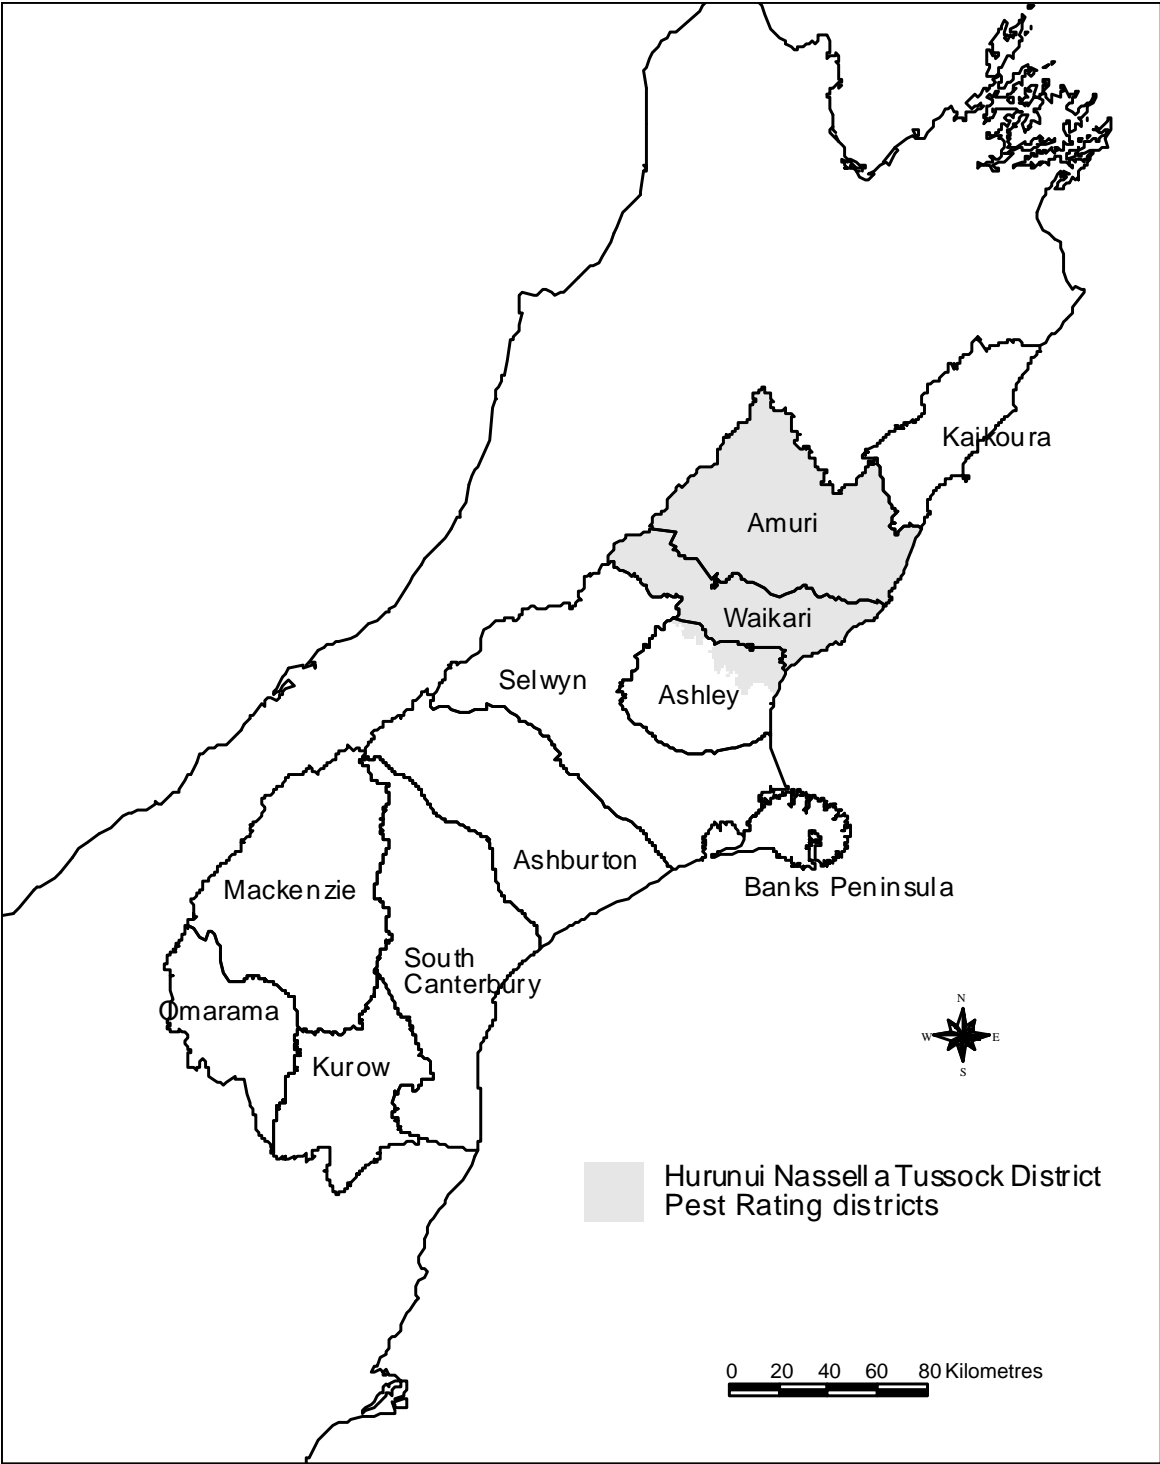 Kaikoura
Amuri
Waikari
Selwyn
Ashley
Ashburton
Banks Peninsula
Mackenzie
South
Canterbury
Omarama
Kurow
N
W E
S
Hurunui Nassella Tussock District
Pest Rating districts
0 20 40 60 80 Kilometres